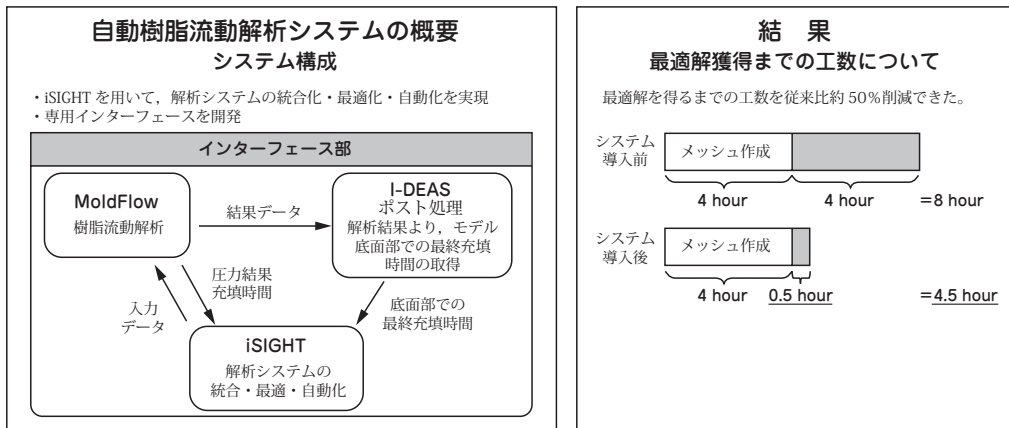 自動樹脂流動解析システムの概要
システム構成
・iSIGHT を用いて，解析システムの統合化・最適化・自動化を実現
・専用インターフェースを開発
インターフェース部
MoldFlow
樹脂流動解析
結果データ
I-DEAS
ポスト処理
解析結果より，モデル
底面部での最終充填
時間の取得
圧力結果
充填時間
入力
データ
底面部での
最終充填時間
iSIGHT
解析システムの
統合・最適・自動化
結　果
最適解獲得までの工数について
最適解を得るまでの工数を従来比約 50％削減できた。
システム
導入前
メッシュ作成
4 hour
4 hour
＝8 hour
システム
導入後
メッシュ作成
4 hour
0.5 hour
＝4.5 hour